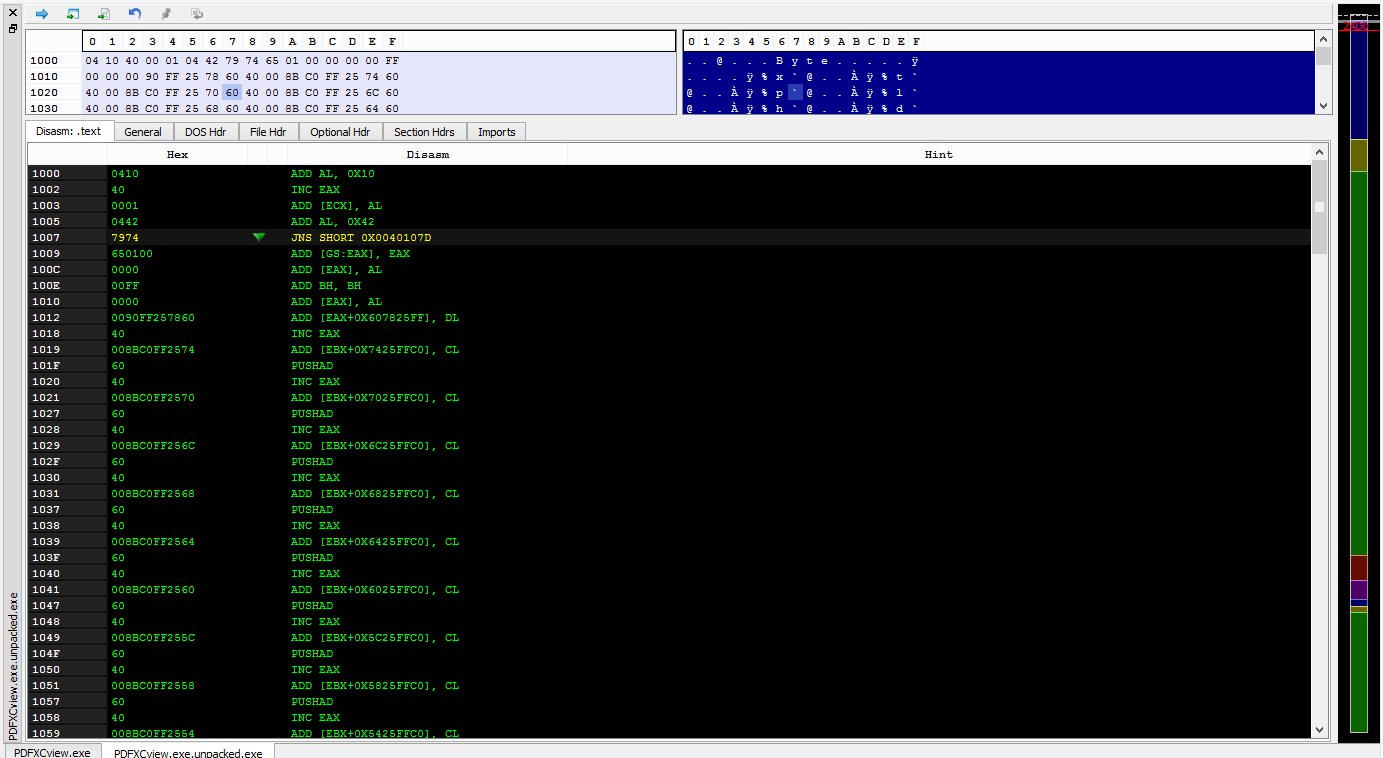 0 1 2 3 4 5 6 7 8 9 A B C D E F
1000 04 10 40 00 01 04 42 79 74 65 01 00 00 00 00 FF
1010 00 00 00 90 FF 25 78 60 40 00 8B C0 FF 25 74 60
1020 40 00 8B C0 FF 25 70 60 40 00 8B C0 FF 25 6C 60
1030 40 00 8B C0 FF 25 68 60 40 00 8B C0 FF 25 64 60
0 1 2 3 4 5 6 7 8 9 A B C D E F
. . @ . . . B y t e . . . . . ÿ
. . . . ÿ % x ` @ . . À ÿ % t `
@ . . À ÿ % p ` @ . . À ÿ % l `
@ . . À ÿ % h ` @ . . À ÿ % d `
2AD0
Disasm: .text General DOS Hdr File Hdr Optional Hdr Section Hdrs Imports
Hex Disasm Hint
1000 0410 ADD AL, 0X10
1002 40 INC EAX
1003 0001 ADD [ECX], AL
1005 0442 ADD AL, 0X42
1007 7974 JNS SHORT 0X0040107D
1009 650100 ADD [GS:EAX], EAX
100C 0000 ADD [EAX], AL
100E 00FF ADD BH, BH
1010 0000 ADD [EAX], AL
1012 0090FF257860 ADD [EAX+0X607825FF], DL
1018 40 INC EAX
1019 008BC0FF2574 ADD [EBX+0X7425FFC0], CL
101F 60 PUSHAD
1020 40 INC EAX
1021 008BC0FF2570 ADD [EBX+0X7025FFC0], CL
1027 60 PUSHAD
1028 40 INC EAX
1029 008BC0FF256C ADD [EBX+0X6C25FFC0], CL
102F 60 PUSHAD
1030 40 INC EAX
1031 008BC0FF2568 ADD [EBX+0X6825FFC0], CL
1037 60 PUSHAD
1038 40 INC EAX
1039 008BC0FF2564 ADD [EBX+0X6425FFC0], CL
103F 60 PUSHAD
1040 40 INC EAX
1041 008BC0FF2560 ADD [EBX+0X6025FFC0], CL
1047 60 PUSHAD
1048 40 INC EAX
1049 008BC0FF255C ADD [EBX+0X5C25FFC0], CL
104F 60 PUSHAD
1050 40 INC EAX
1051 008BC0FF2558 ADD [EBX+0X5825FFC0], CL
1057 60 PUSHAD
1058 40 INC EAX
1059 008BC0FF2554 ADD [EBX+0X5425FFC0], CL
PDFXCview.exe.unpacked.exe
PDFXCview.exe PDFXCview.exe.unpacked.exe